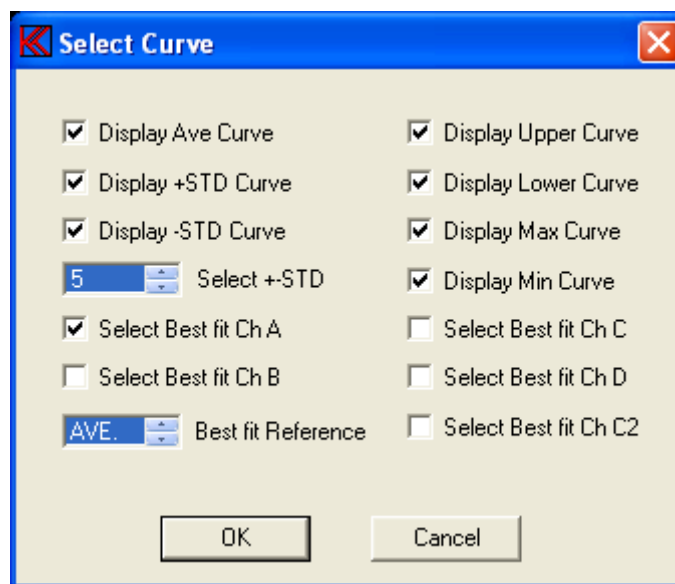 Select Curve
Display Ave Curve
Display Upper Curve
Display +STD Curve
Display Lower Curve
Display -STD Curve
Display Max Curve
5 Select +-STD
Display Min Curve
Select Best fit Ch A
Select Best fit Ch C
Select Best fit Ch B
Select Best fit Ch D
AVE. Best fit Reference
Select Best fit Ch C2
OK
Cancel